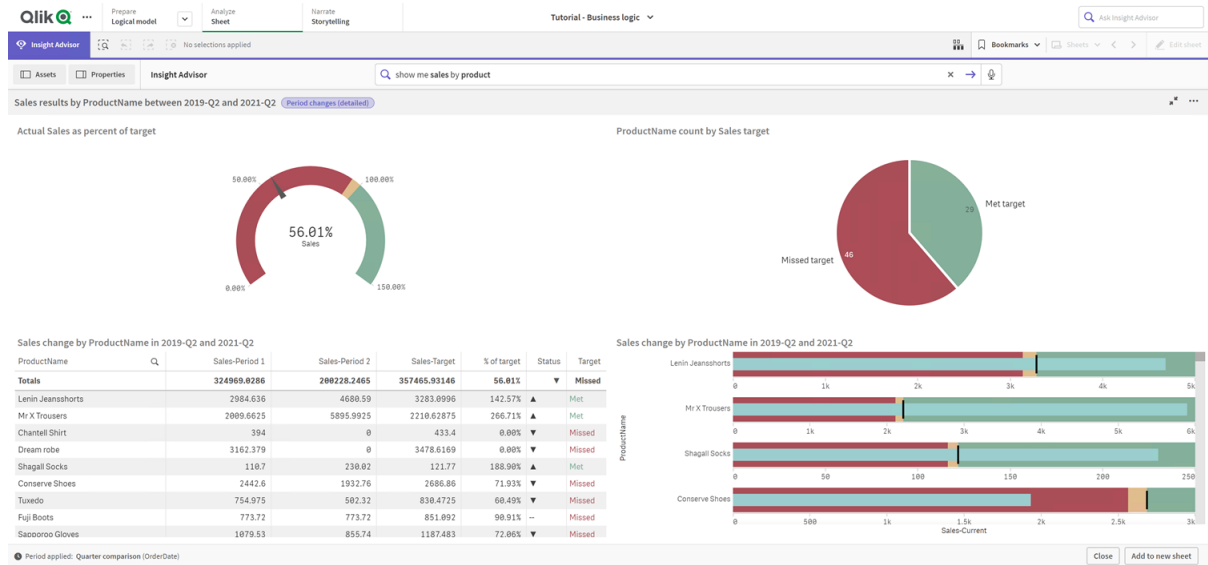 Qlik
Prepare
Logical model
Analyze
Sheet
Narrate
Storytelling
Tutorial - Business logic
Ask Insight Advisor
Insight Advisor
No selections applied
Bookmarks
Sheets
Edit sheet
Assets
Properties
Insight Advisor
show me sales by product
Sales results by ProductName between 2019-Q2 and 2021-Q2 Period changes (detailed)
Actual Sales as percent of target
50.00%
100.00%
56.01%
Sales
0.00%
150.00%
ProductName count by Sales target
29
Met target
46
Missed target
Sales change by ProductName in 2019-Q2 and 2021-Q2
ProductName Sales-Period 1 Sales-Period 2 Sales-Target % of target Status Target
Totals 324969.0286 200228.2465 357465.93146 56.01% ▼ Missed
Lenin Jeansshorts 2984.636 4680.59 3283.0996 142.57% ▲ Met
Mr X Trousers 2009.6625 5895.9925 2210.62875 266.71% ▲ Met
Chantell Shirt 394 0 433.4 0.00% ▼ Missed
Dream robe 3162.379 0 3478.6169 0.00% ▼ Missed
Shagall Socks 110.7 230.02 121.77 188.90% ▲ Met
Conserve Shoes 2442.6 1932.76 2686.86 71.93% ▼ Missed
Tuxedo 754.975 502.32 830.4725 60.49% ▼ Missed
Fuji Boots 773.72 773.72 851.092 90.91% -- Missed
Sapporoo Gloves 1079.53 855.74 1187.483 72.06% ▼ Missed
Sales change by ProductName in 2019-Q2 and 2021-Q2
ProductName
Lenin Jeansshorts
0 1k 2k 3k 4k 5k
Mr X Trousers
0 1k 2k 3k 4k 5k 6k
Shagall Socks
0 50 100 150 200 250
Conserve Shoes
0 500 1k 1.5k 2k 2.5k 3k
Sales-Current
Period applied: Quarter comparison (OrderDate)
Close
Add to new sheet